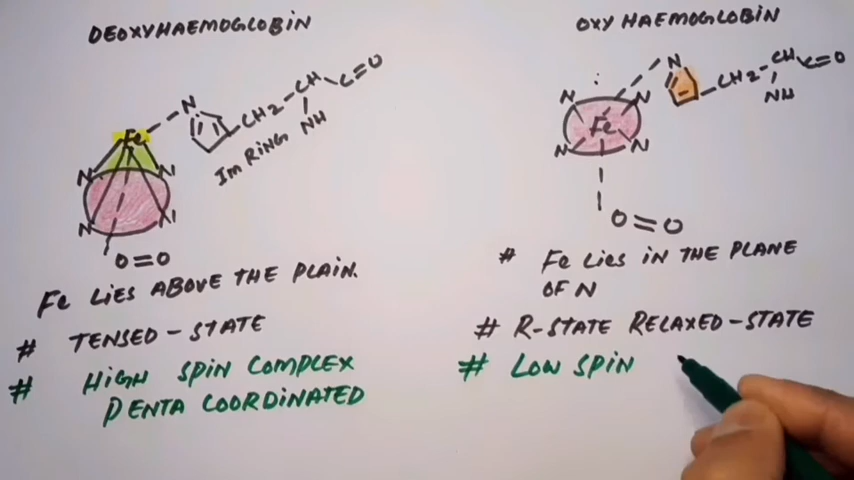 DEOXYHAEMOGLOBIN
Fe
N
CH2
CH
C=O
NH
Im RiNG
N
N
N
N
O=O
Fe LiES ABOVE THE PLAiN.
# TENSED-STATE
# HiGH SPiN COMPLEX
PENTA COORDiNATED
OXY HAEMOGLOBiN
N
CH2
CH
C=O
NH
N
N
Fe
N
N
O=O
# Fe Lies iN THE PLANE
OF N
# R-STATE RELAXED-STATE
# LOW SPiN